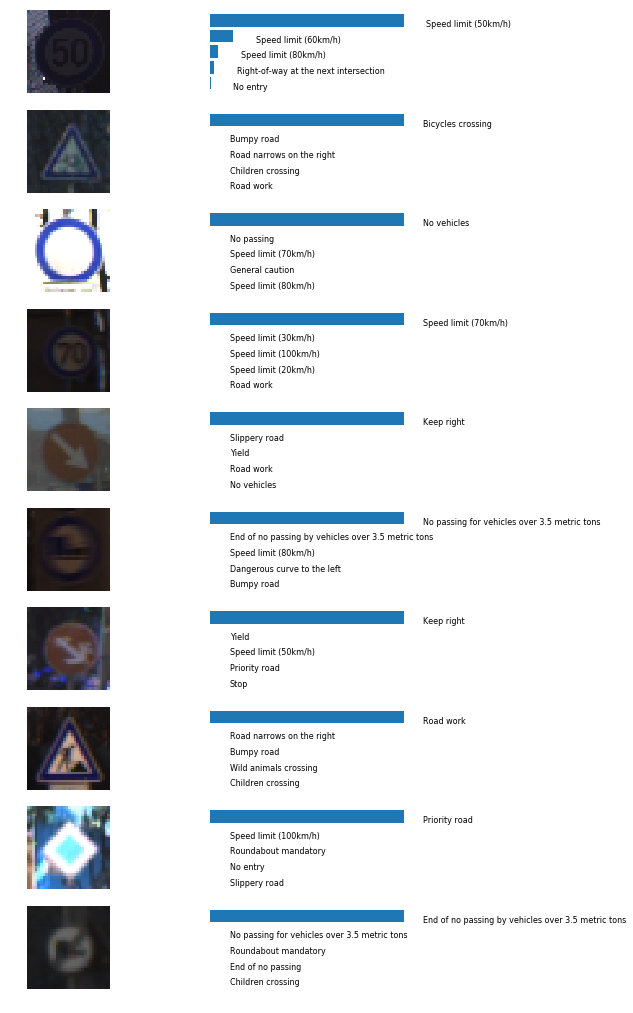 50
Speed limit (50km/h)
Speed limit (60km/h)
Speed limit (80km/h)
Right-of-way at the next intersection
No entry
Bicycles crossing
Bumpy road
Road narrows on the right
Children crossing
Road work
No vehicles
No passing
Speed limit (70km/h)
General caution
Speed limit (80km/h)
70
Speed limit (70km/h)
Speed limit (30km/h)
Speed limit (100km/h)
Speed limit (20km/h)
Road work
Keep right
Slippery road
Yield
Road work
No vehicles
No passing for vehicles over 3.5 metric tons
End of no passing by vehicles over 3.5 metric tons
Speed limit (80km/h)
Dangerous curve to the left
Bumpy road
Keep right
Yield
Speed limit (50km/h)
Priority road
Stop
Road work
Road narrows on the right
Bumpy road
Wild animals crossing
Children crossing
Priority road
Speed limit (100km/h)
Roundabout mandatory
No entry
Slippery road
End of no passing by vehicles over 3.5 metric tons
No passing for vehicles over 3.5 metric tons
Roundabout mandatory
End of no passing
Children crossing